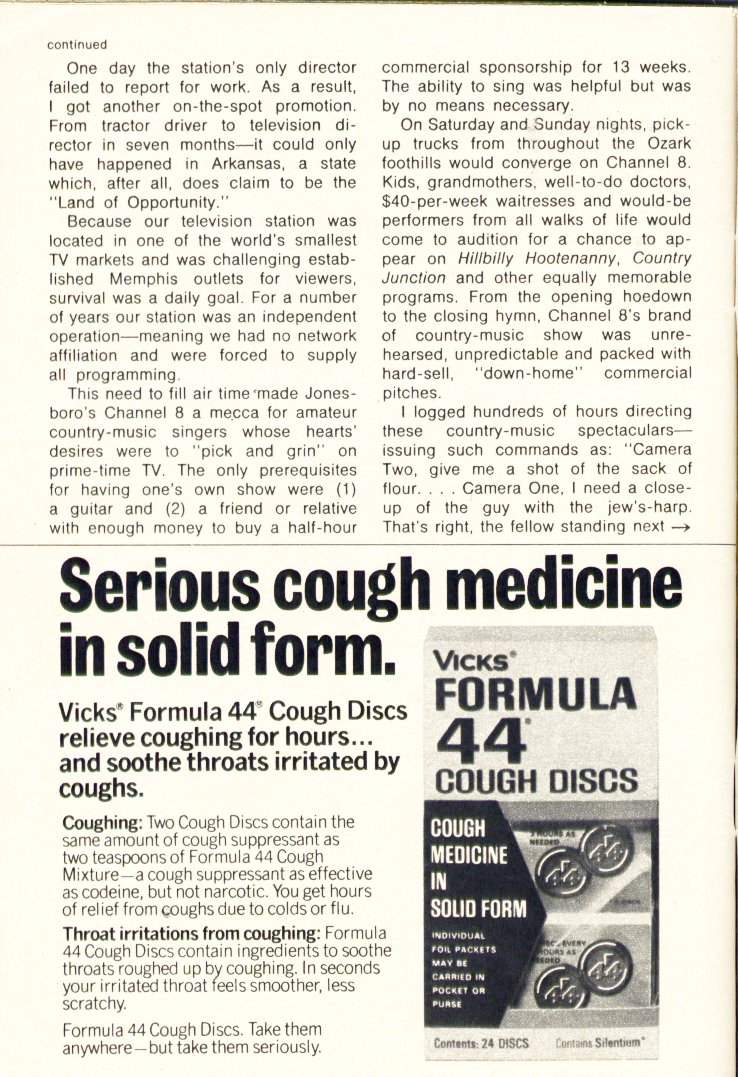 continued
One day the station's only director
failed to report for work. As a result,
I got another on-the-spot promotion.
From tractor driver to television di-
rector in seven months—it could only
have happened in Arkansas, a state
which, after all, does claim to be the
"Land of Opportunity."
Because our television station was
located in one of the world's smallest
TV markets and was challenging estab-
lished Memphis outlets for viewers,
survival was a daily goal. For a number
of years our station was an independent
operation—meaning we had no network
affiliation and were forced to supply
all programming.
This need to fill air time made Jones-
boro's Channel 8 a mecca for amateur
country-music singers whose hearts'
desires were to "pick and grin" on
prime-time TV. The only prerequisites
for having one's own show were (1)
a guitar and (2) a friend or relative
with enough money to buy a half-hour
commercial sponsorship for 13 weeks.
The ability to sing was helpful but was
by no means necessary.
On Saturday and Sunday nights, pick-
up trucks from throughout the Ozark
foothills would converge on Channel 8.
Kids, grandmothers, well-to-do doctors,
$40-per-week waitresses and would-be
performers from all walks of life would
come to audition for a chance to ap-
pear on Hillbilly Hootenanny, Country
Junction and other equally memorable
programs. From the opening hoedown
to the closing hymn, Channel 8's brand
of country-music show was unre-
hearsed, unpredictable and packed with
hard-sell, "down-home" commercial
pitches.
I logged hundreds of hours directing
these country-music spectaculars—
issuing such commands as: "Camera
Two, give me a shot of the sack of
flour. . . . Camera One, I need a close-
up of the guy with the jew's-harp.
That's right, the fellow standing next →
Serious cough medicine
in solid form.
Vicks® Formula 44® Cough Discs
relieve coughing for hours...
and soothe throats irritated by
coughs.
Coughing: Two Cough Discs contain the
same amount of cough suppressant as
two teaspoons of Formula 44 Cough
Mixture—a cough suppressant as effective
as codeine, but not narcotic. You get hours
of relief from coughs due to colds or flu.
Throat irritations from coughing: Formula
44 Cough Discs contain ingredients to soothe
throats roughed up by coughing. In seconds
your irritated throat feels smoother, less
scratchy.
Formula 44 Cough Discs. Take them
anywhere—but take them seriously.
VICKS®
FORMULA
44®
COUGH DISCS
COUGH
MEDICINE
IN
SOLID FORM
INDIVIDUAL
FOIL PACKETS
MAY BE
CARRIED IN
POCKET OR
PURSE
HOURS AS
NEEDED
44
44
EVERY
HOURS AS
44
44
Contents: 24 DISCS
Contains Silentium®